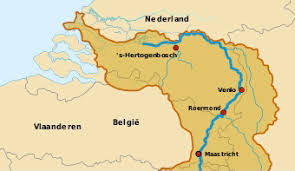 Nederland
's-Hertogenbosch
Venlo
Roermond
Vlaanderen
België
Maastricht